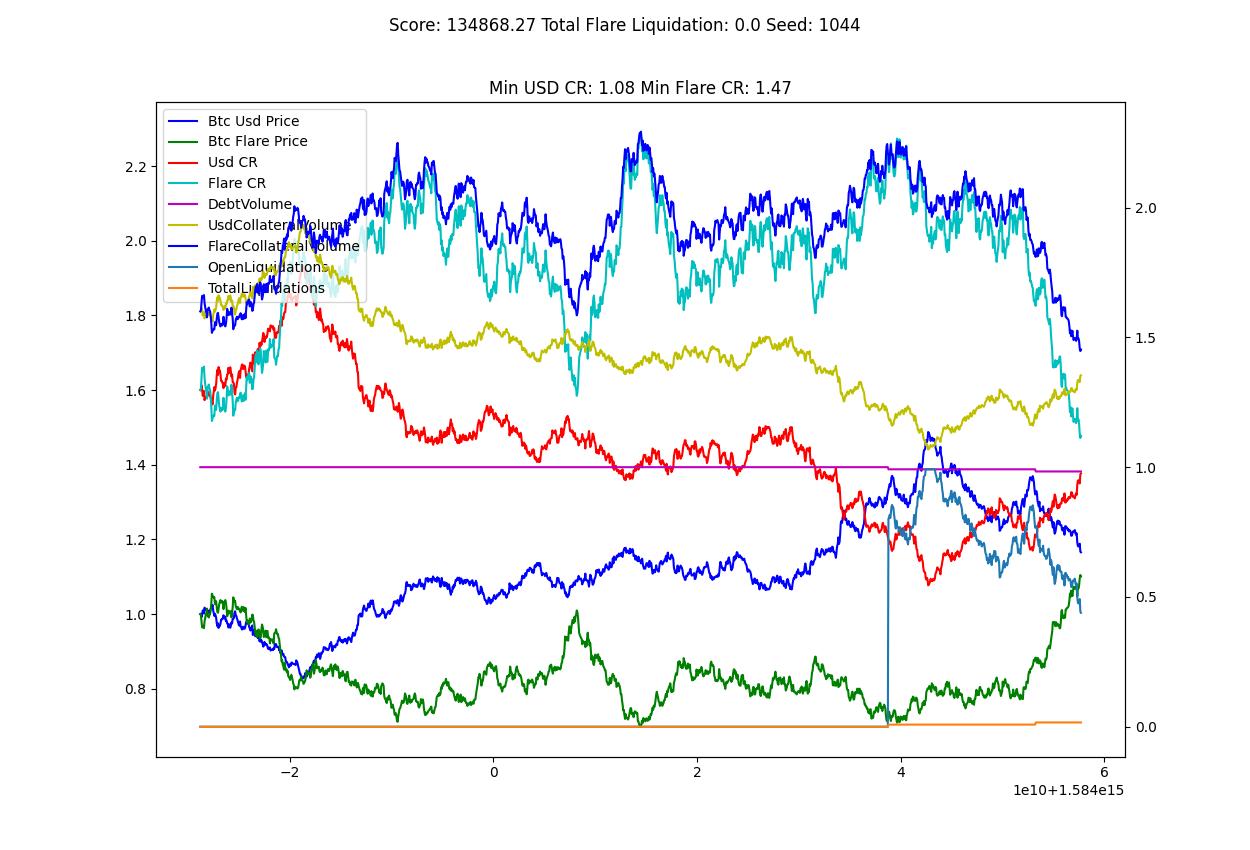 Score: 134868.27 Total Flare Liquidation: 0.0 Seed: 1044
Min USD CR: 1.08 Min Flare CR: 1.47
Btc Usd Price
Btc Flare Price
Usd CR
Flare CR
DebtVolume
UsdCollateralVolume
FlareCollateralVolume
OpenLiquidations
TotalLiquidations
2.2
2.0
1.8
1.6
1.4
1.2
1.0
0.8
2.0
1.5
1.0
0.5
0.0
−2 0 2 4 6
1e10+1.584e15